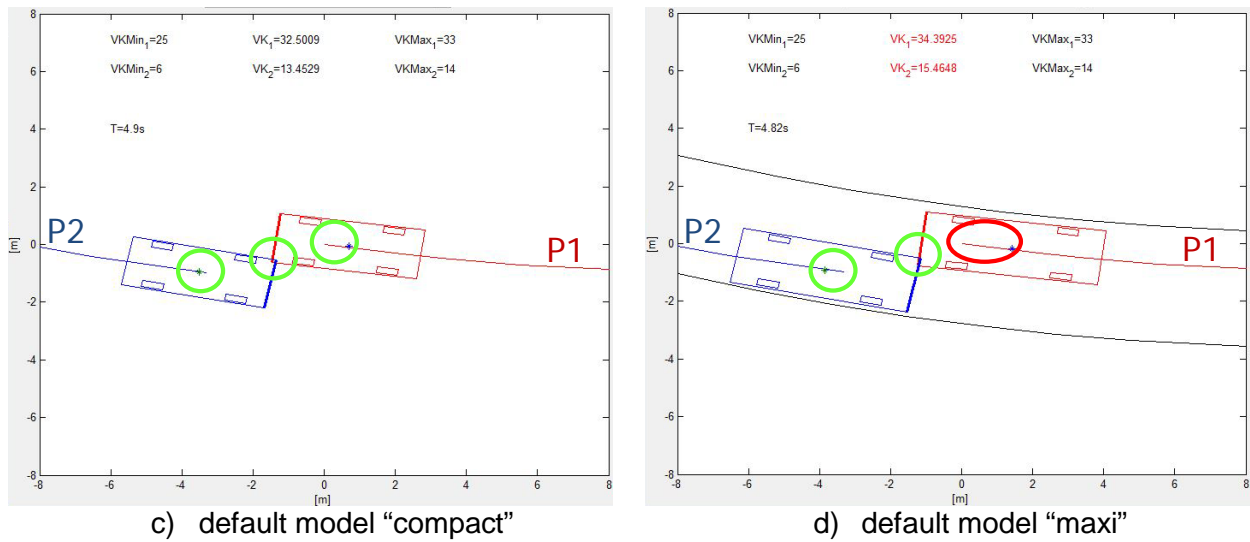 8
6
4
2
0
-2
-4
-6
-8
[m]
VKMin1=25 VK1=32.5009 VKMax1=33
VKMin2=6 VK2=13.4529 VKMax2=14
T=4.9s
P2
P1
-8 -6 -4 -2 0 2 4 6 8
[m]
c) default model “compact”
8
6
4
2
0
-2
-4
-6
-8
[m]
VKMin1=25 VK1=34.3925 VKMax1=33
VKMin2=6 VK2=15.4648 VKMax2=14
T=4.82s
P2
P1
-8 -6 -4 -2 0 2 4 6 8
[m]
d) default model “maxi”